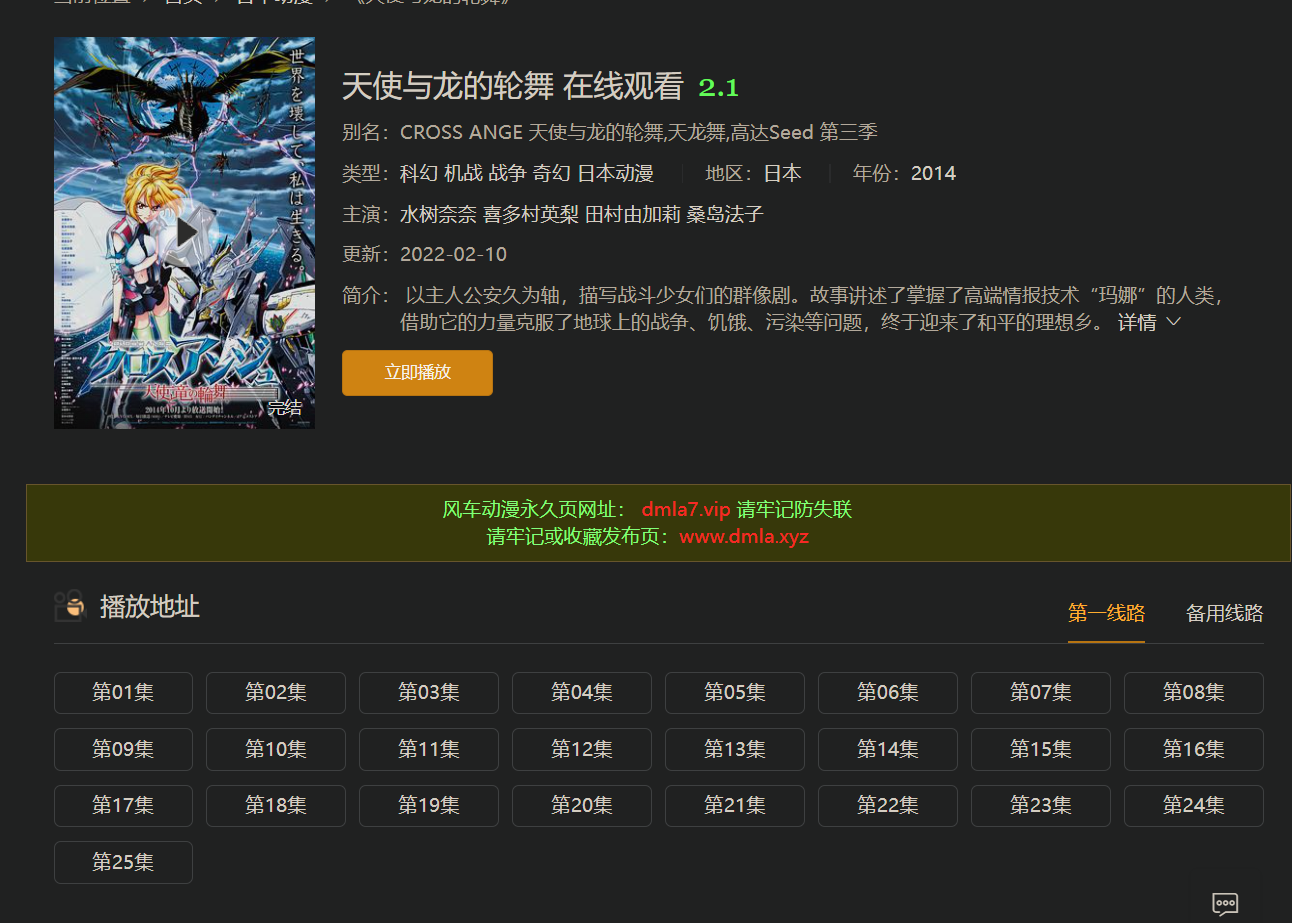 天使与龙的轮舞 在线观看 2.1
别名：CROSS ANGE 天使与龙的轮舞,天龙舞,高达Seed 第三季
类型：科幻 机战 战争 奇幻 日本动漫 地区：日本 年份：2014
主演：水树奈奈 喜多村英梨 田村由加莉 桑岛法子
更新：2022-02-10
简介： 以主人公安久为轴，描写战斗少女们的群像剧。故事讲述了掌握了高端情报技术“玛娜”的人类，
借助它的力量克服了地球上的战争、饥饿、污染等问题，终于迎来了和平的理想乡。 详情
立即播放
世界を壊して、私は生きる。
クロスアンジュ
天使と竜の輪舞
2014年10月より放送開始!
完结
风车动漫永久页网址： dmla7.vip 请牢记防失联
请牢记或收藏发布页：www.dmla.xyz
播放地址
第一线路 备用线路
第01集 第02集 第03集 第04集 第05集 第06集 第07集 第08集
第09集 第10集 第11集 第12集 第13集 第14集 第15集 第16集
第17集 第18集 第19集 第20集 第21集 第22集 第23集 第24集
第25集